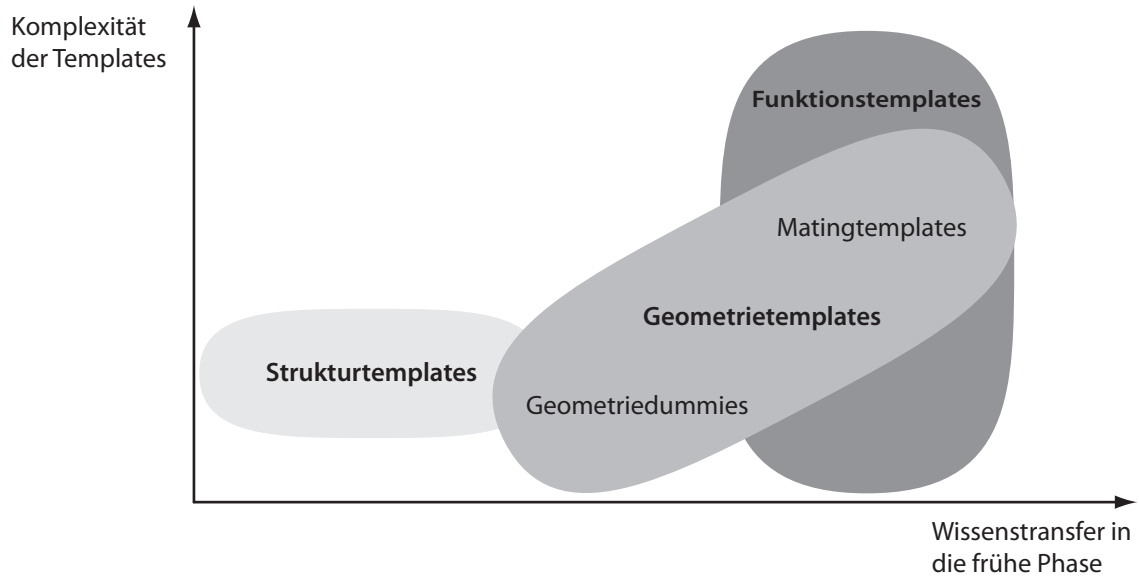 Komplexität
der Templates
Funktionstemplates
Matingtemplates
Geometrietemplates
Strukturtemplates
Geometriedummies
Wissenstransfer in
die frühe Phase